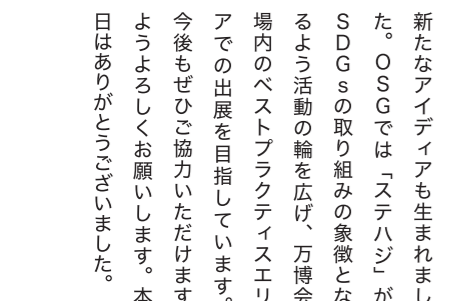 新たなアイディアも生まれまし
た。OSGでは「ステハジ」が
SDGsの取り組みの象徴とな
るよう活動の輪を広げ、万博会
場内のベストプラクティスエリ
アでの出展を目指しています。
今後もぜひご協力いただけます
ようよろしくお願いします。本
日はありがとうございました。